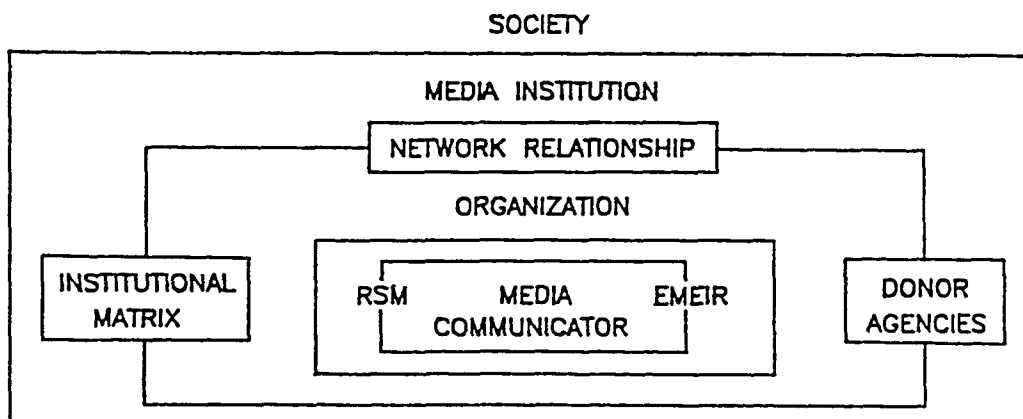 SOCIETY
MEDIA INSTITUTION
NETWORK RELATIONSHIP
ORGANIZATION
INSTITUTIONAL
MATRIX
RSM
MEDIA
COMMUNICATOR
EMEIR
DONOR
AGENCIES